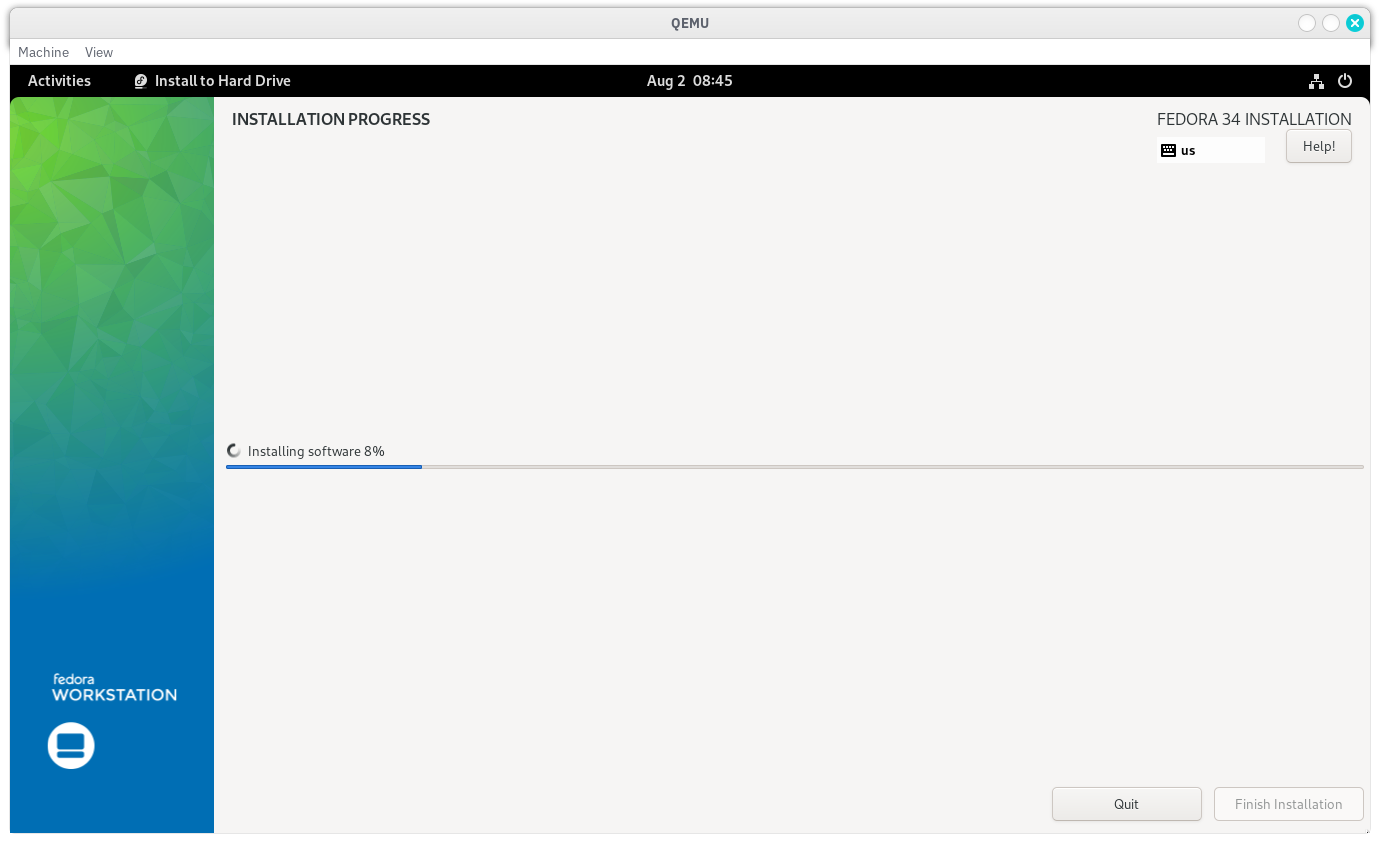 QEMU
Machine View
Activities Install to Hard Drive Aug 2 08:45
INSTALLATION PROGRESS
FEDORA 34 INSTALLATION
us
Help!
Installing software 8%
fedora
WORKSTATION
Quit
Finish Installation